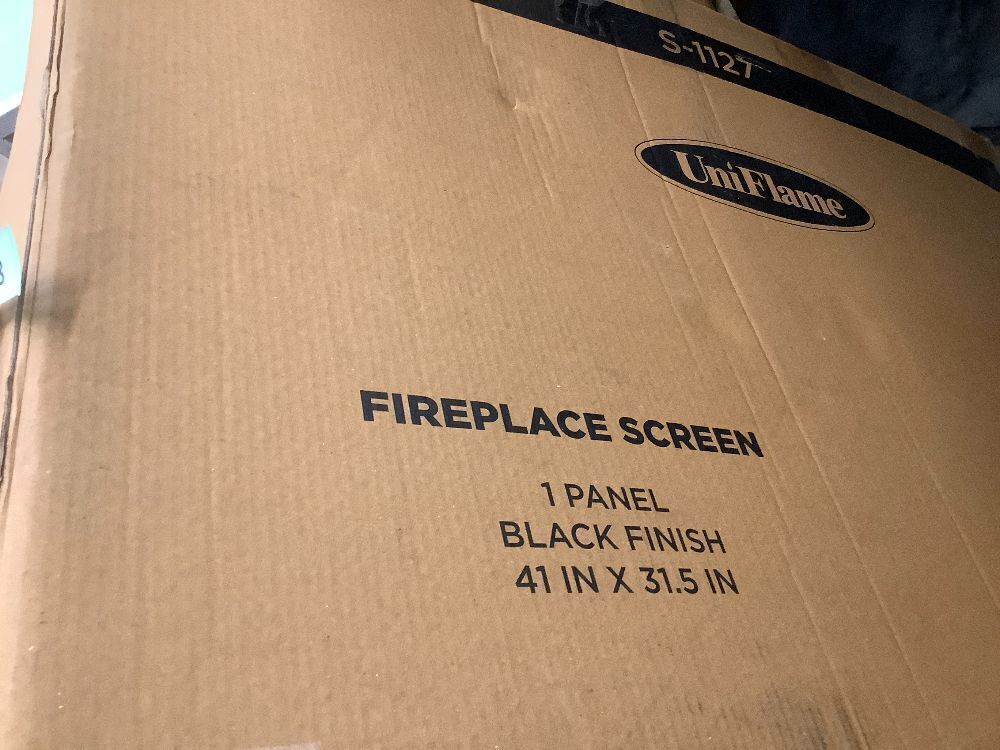 S-1127
UniFlame
FIREPLACE SCREEN
1 PANEL
BLACK FINISH
41 IN X 31.5 IN